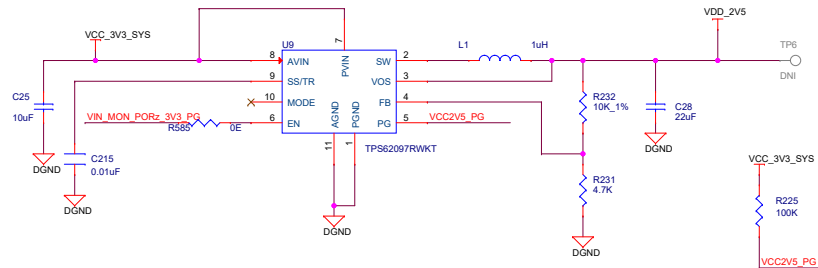 VDD_2V5
VCC_3V3_SYS
U9
7
L1
1uH
TP6
8
AVIN
PVIN
SW
2
DNI
9
SS/TR
VOS
3
C25
10uF
10
MODE
FB
4
R232
10K_1%
C28
22uF
VIN_MON_PORz_3V3_PG
6
EN
AGND
PGND
PG
5
VCC2V5_PG
R585
0E
11
1
TPS62097RWKT
DGND
C215
0.01uF
VCC_3V3_SYS
R231
4.7K
DGND
DGND
R225
100K
DGND
VCC2V5_PG